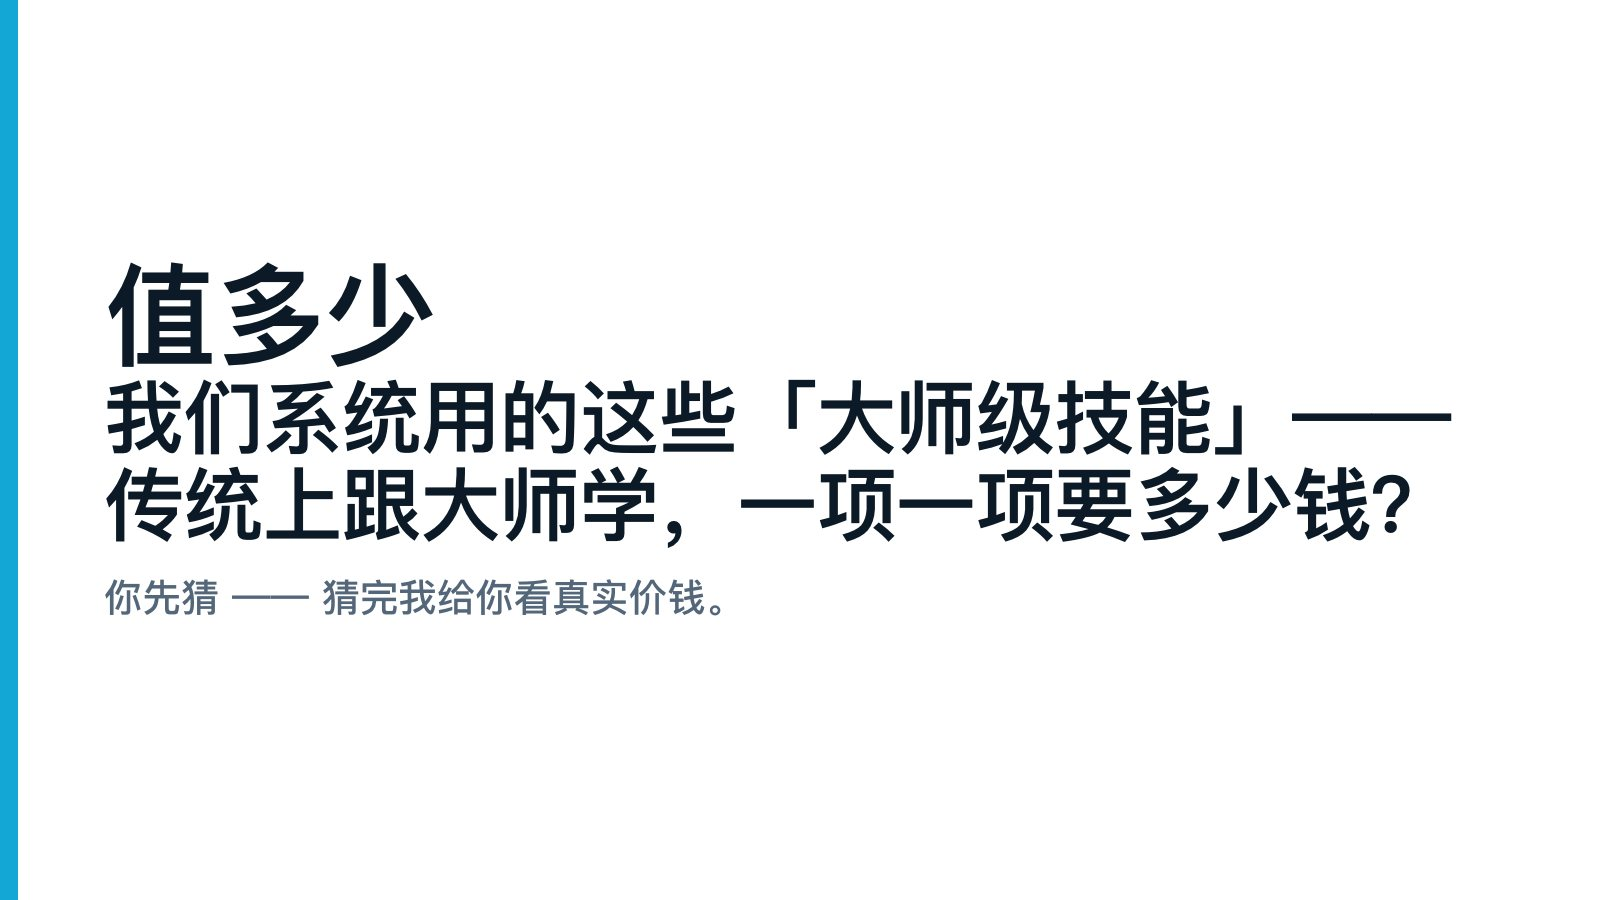 值多少
我们系统用的这些「大师级技能」——
传统上跟大师学，一项一项要多少钱?
你先猜 —— 猜完我给你看真实价钱。